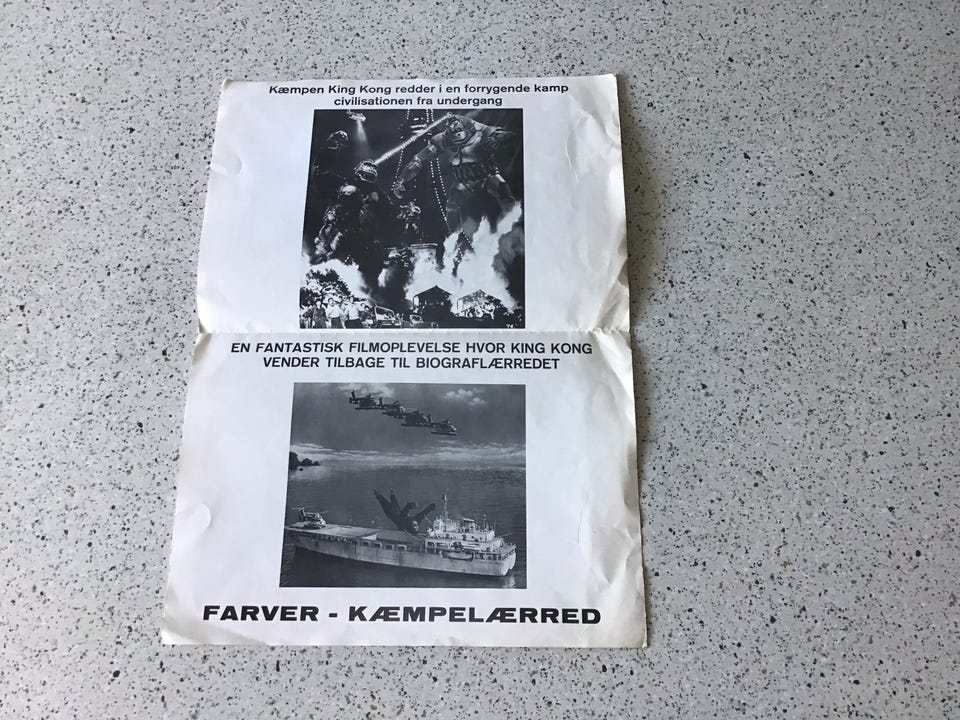 Kæmpen King Kong redder i en forrygende kamp
civilisationen fra undergang
EN FANTASTISK FILMOPLEVELSE HVOR KING KONG
VENDER TILBAGE TIL BIOGRAFLÆRREDET
FARVER - KÆMPELÆRRED